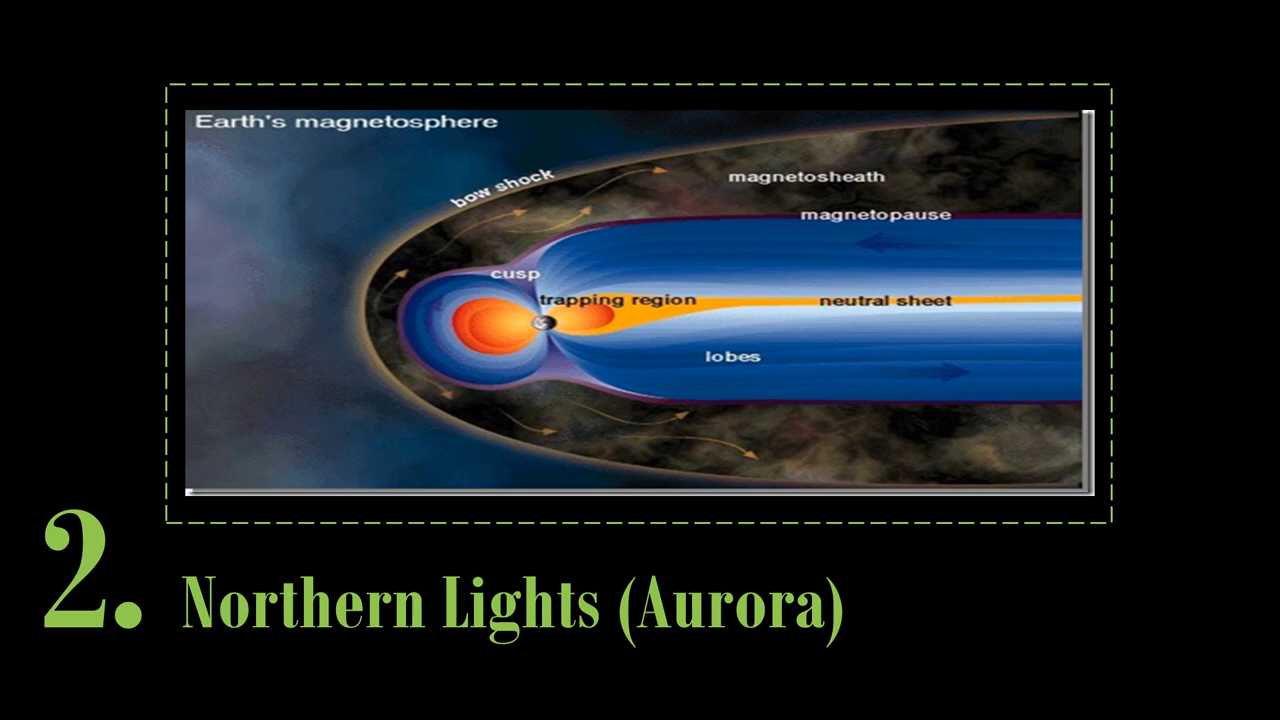 Earth's magnetosphere
bow shock
magnetosheath
magnetopause
cusp
trapping region
neutral sheet
lobes
2. Northern Lights (Aurora)